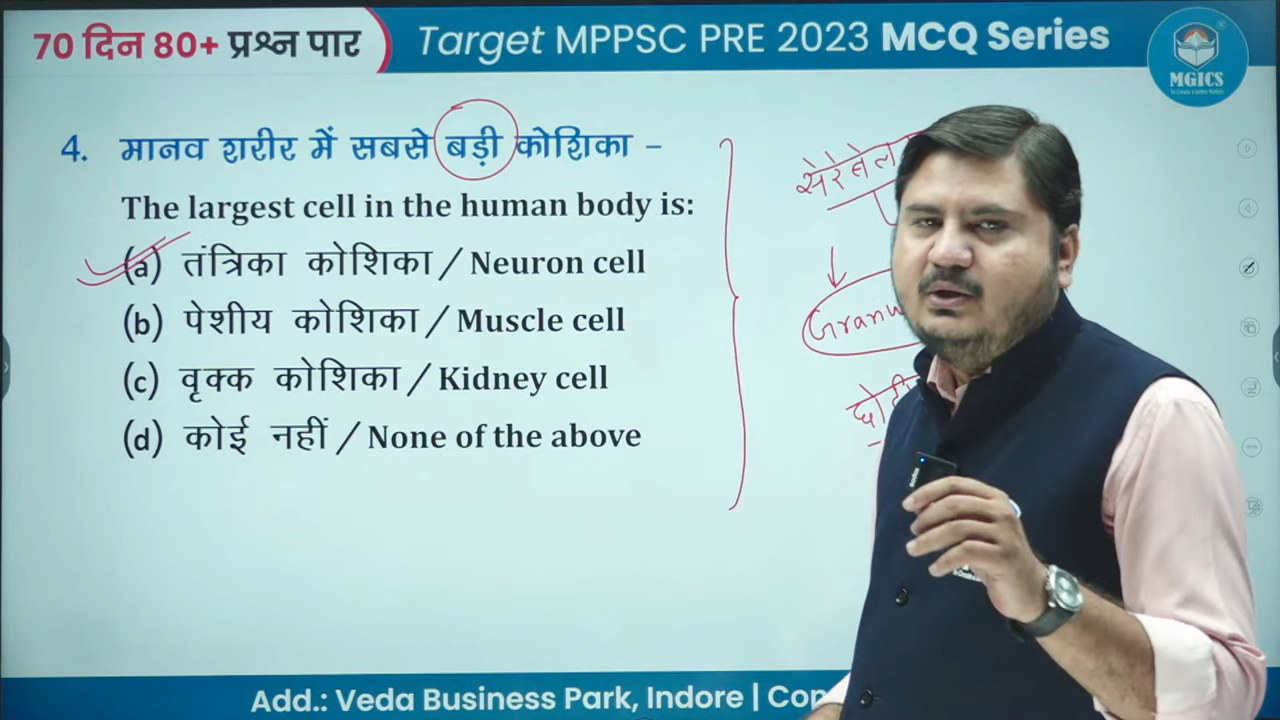 70 दिन 80+ प्रश्न पार
Target MPPSC PRE 2023 MCQ Series
MGICS
4. मानव शरीर में सबसे बड़ी कोशिका –
The largest cell in the human body is:
(a) तंत्रिका कोशिका / Neuron cell
(b) पेशीय कोशिका / Muscle cell
(c) वृक्क कोशिका / Kidney cell
(d) कोई नहीं / None of the above
सेरेबेल
Granu
Add.: Veda Business Park, Indore | Con